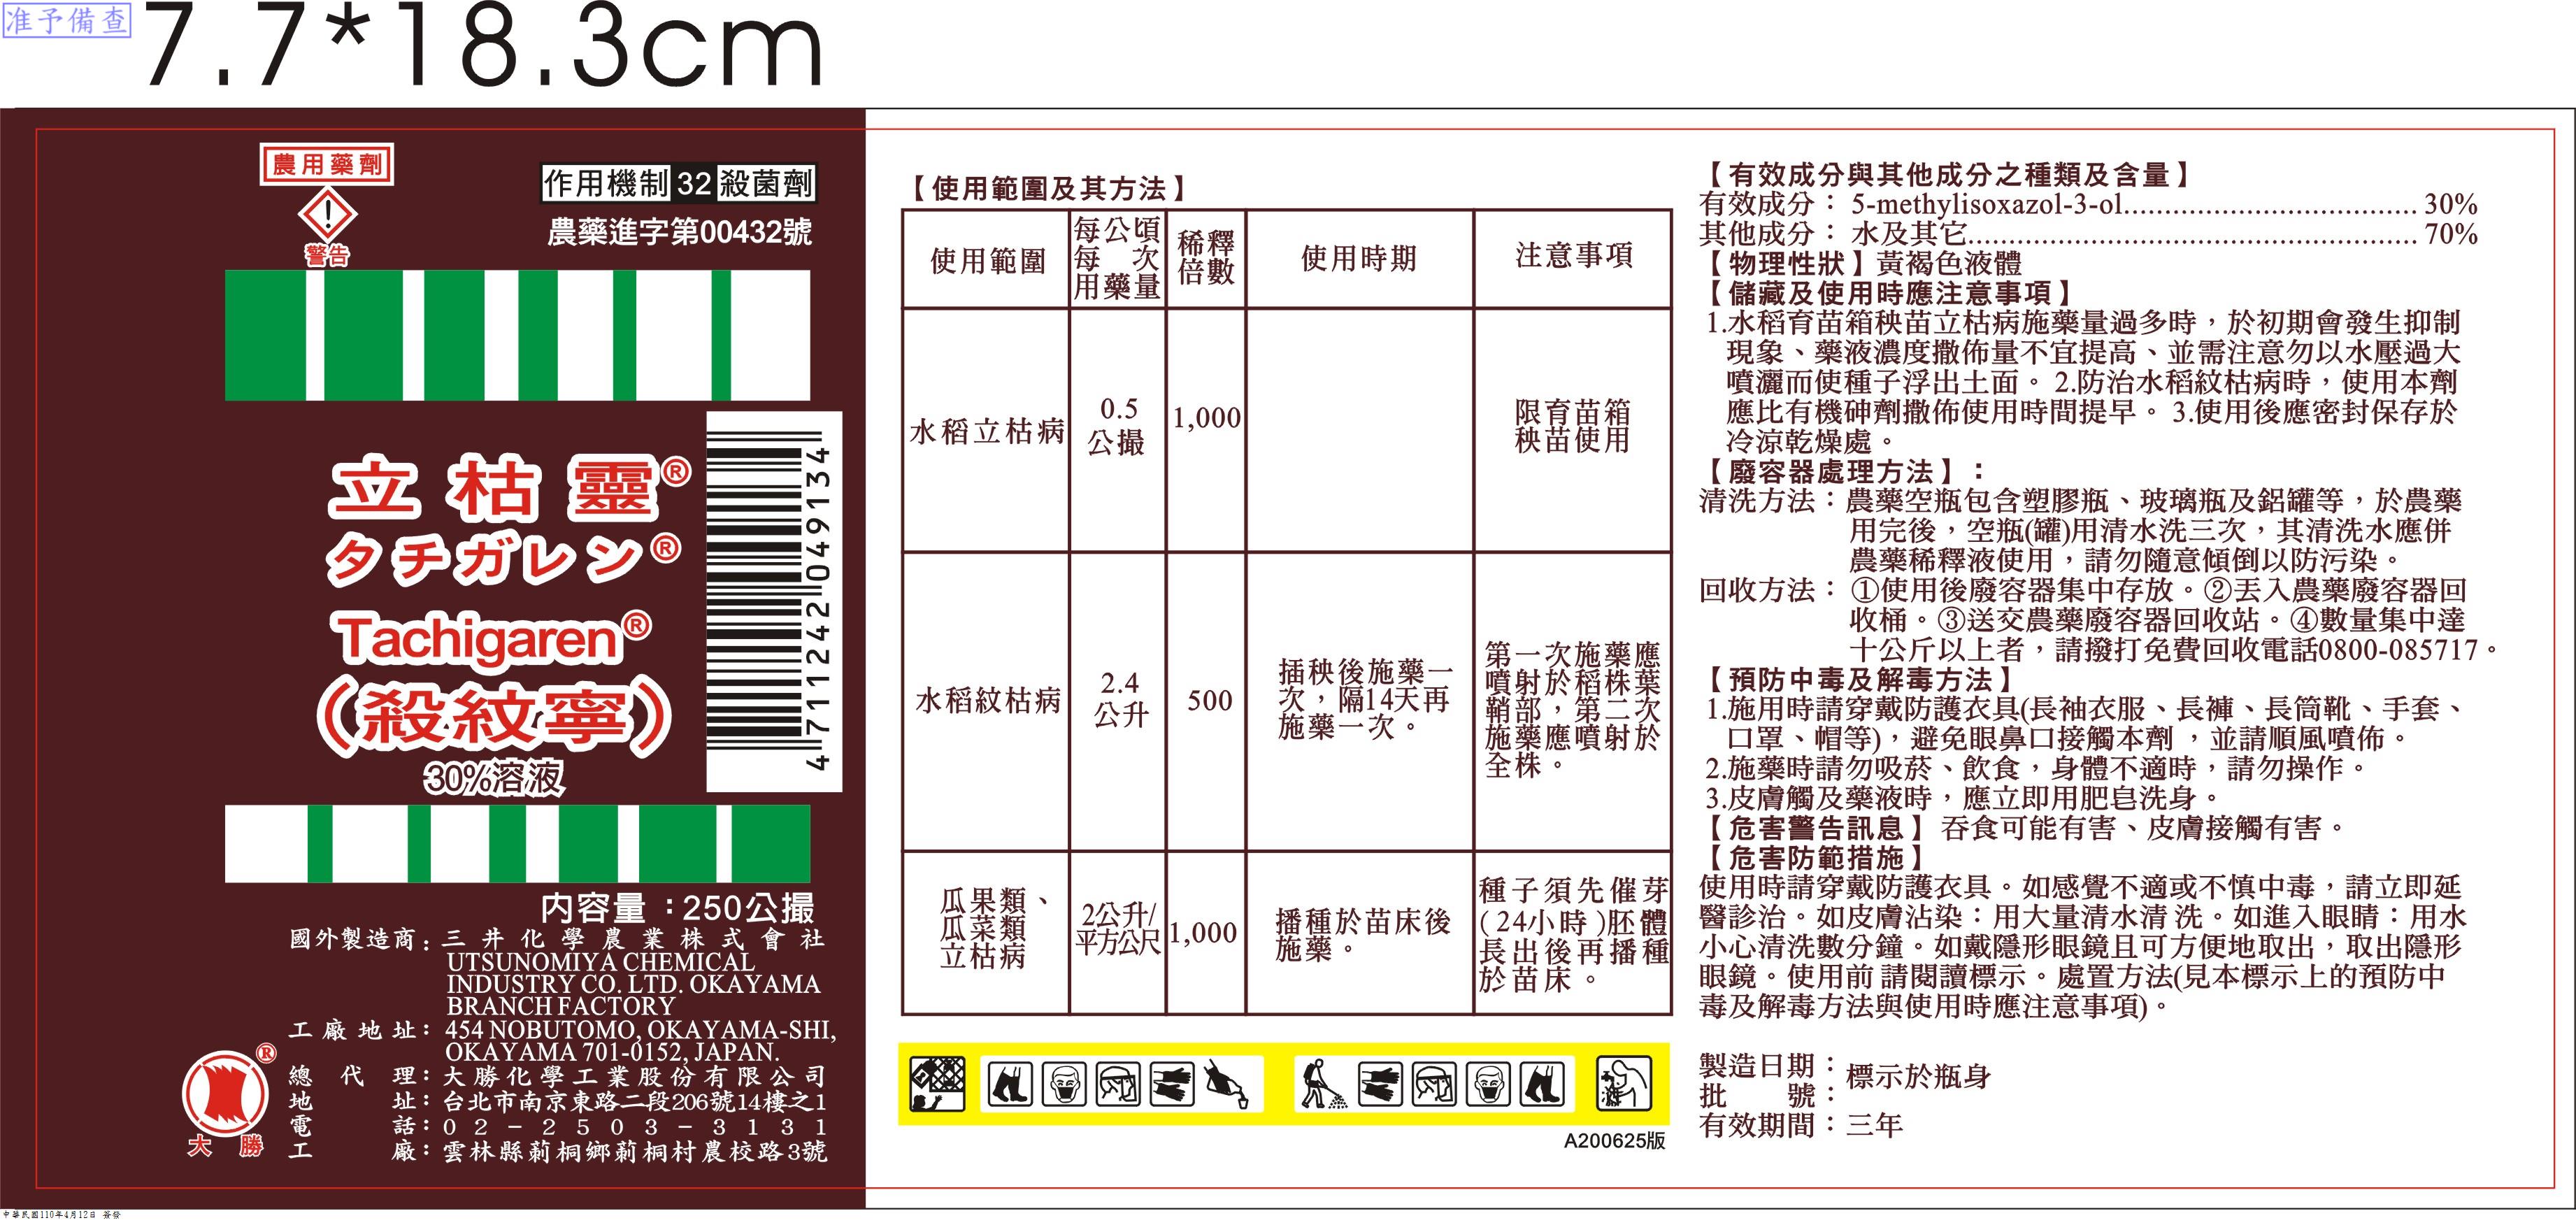 准予備查
7.7*18.3cm
農用藥劑
警告
作用機制 32 殺菌劑
農藥進字第00432號
立枯靈®
タチガレン®
Tachigaren®
(殺紋寧)
30%溶液
4711242049134
內容量：250公撮
國外製造商：三井化學農業株式會社
UTSUNOMIYA CHEMICAL
INDUSTRY CO. LTD. OKAYAMA
BRANCH FACTORY
工廠地址：454 NOBUTOMO, OKAYAMA-SHI,
OKAYAMA 701-0152, JAPAN.
總代理：大勝化學工業股份有限公司
地址：台北市南京東路二段206號14樓之1
電話：02-2503-3131
工廠：雲林縣莿桐鄉莿桐村農校路3號
®
大勝
【使用範圍及其方法】
使用範圍
每公頃
每次
用藥量
稀釋
倍數
使用時期
注意事項
水稻立枯病
0.5
公撮
1,000
限育苗箱
秧苗使用
水稻紋枯病
2.4
公升
500
插秧後施藥一
次，隔14天再
施藥一次。
第一次施藥應
噴射於稻株葉
鞘部，第二次
施藥應噴射於
全株。
瓜果類、
瓜菜類
立枯病
2公升/
平方公尺
1,000
播種於苗床後
施藥。
種子須先催芽
(24小時)胚體
長出後再播種
於苗床。
A200625版
【有效成分與其他成分之種類及含量】
有效成分：5-methylisoxazol-3-ol.................................... 30%
其他成分：水及其它...................................................... 70%
【物理性狀】黃褐色液體
【儲藏及使用時應注意事項】
1.水稻育苗箱秧苗立枯病施藥量過多時，於初期會發生抑制
現象、藥液濃度撒佈量不宜提高、並需注意勿以水壓過大
噴灑而使種子浮出土面。2.防治水稻紋枯病時，使用本劑
應比有機砷劑撒佈使用時間提早。3.使用後應密封保存於
冷涼乾燥處。
【廢容器處理方法】：
清洗方法：農藥空瓶包含塑膠瓶、玻璃瓶及鋁罐等，於農藥
用完後，空瓶(罐)用清水洗三次，其清洗水應併
農藥稀釋液使用，請勿隨意傾倒以防污染。
回收方法：①使用後廢容器集中存放。②丟入農藥廢容器回
收桶。③送交農藥廢容器回收站。④數量集中達
十公斤以上者，請撥打免費回收電話0800-085717。
【預防中毒及解毒方法】
1.施用時請穿戴防護衣具(長袖衣服、長褲、長筒靴、手套、
口罩、帽等)，避免眼鼻口接觸本劑，並請順風噴佈。
2.施藥時請勿吸菸、飲食，身體不適時，請勿操作。
3.皮膚觸及藥液時，應立即用肥皂洗身。
【危害警告訊息】吞食可能有害、皮膚接觸有害。
【危害防範措施】
使用時請穿戴防護衣具。如感覺不適或不慎中毒，請立即延
醫診治。如皮膚沾染：用大量清水清 洗。如進入眼睛：用水
小心清洗數分鐘。如戴隱形眼鏡且可方便地取出，取出隱形
眼鏡。使用前 請閱讀標示。處置方法(見本標示上的預防中
毒及解毒方法與使用時應注意事項)。
製造日期：
批號：
標示於瓶身
有效期間：三年
中華民國110年4月12日 簽發